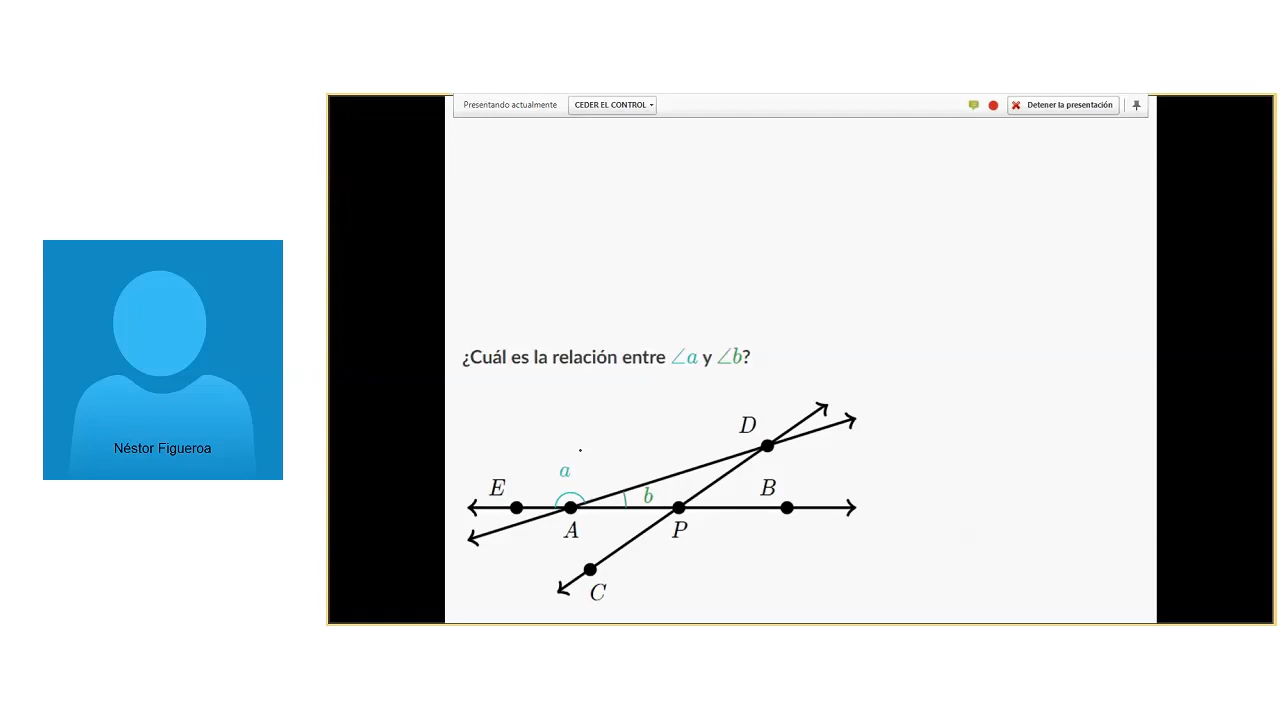 Presentando actualmente
CEDER EL CONTROL
Detener la presentación
¿Cuál es la relación entre ∠a y ∠b?
D
a
E
b
B
A
P
C
Néstor Figueroa